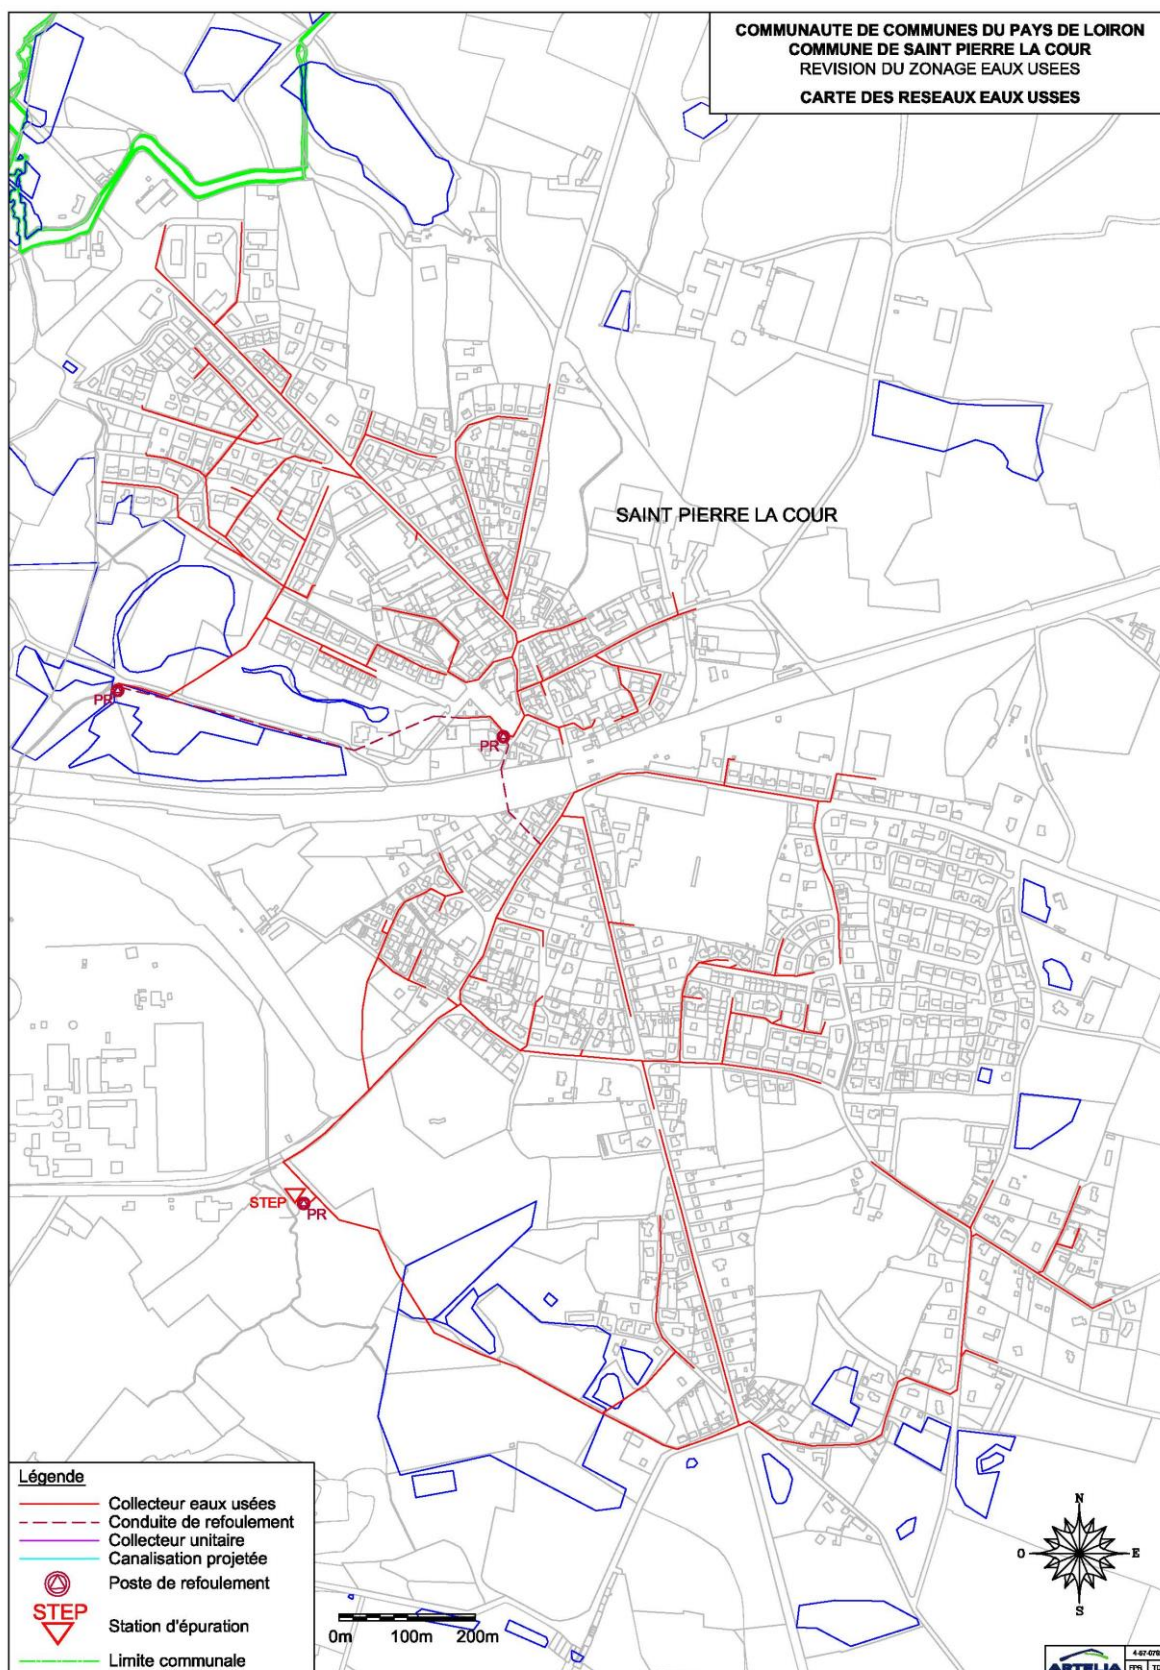 COMMUNAUTE DE COMMUNES DU PAYS DE LOIRON
COMMUNE DE SAINT PIERRE LA COUR
REVISION DU ZONAGE EAUX USEES
CARTE DES RESEAUX EAUX USSES
SAINT PIERRE LA COUR
PR
PR
STEP
PR
Légende
Collecteur eaux usées
Conduite de refoulement
Collecteur unitaire
Canalisation projetée
Poste de refoulement
STEP
Station d'épuration
Limite communale
0m 100m 200m
N
O E
S
ARTELIA